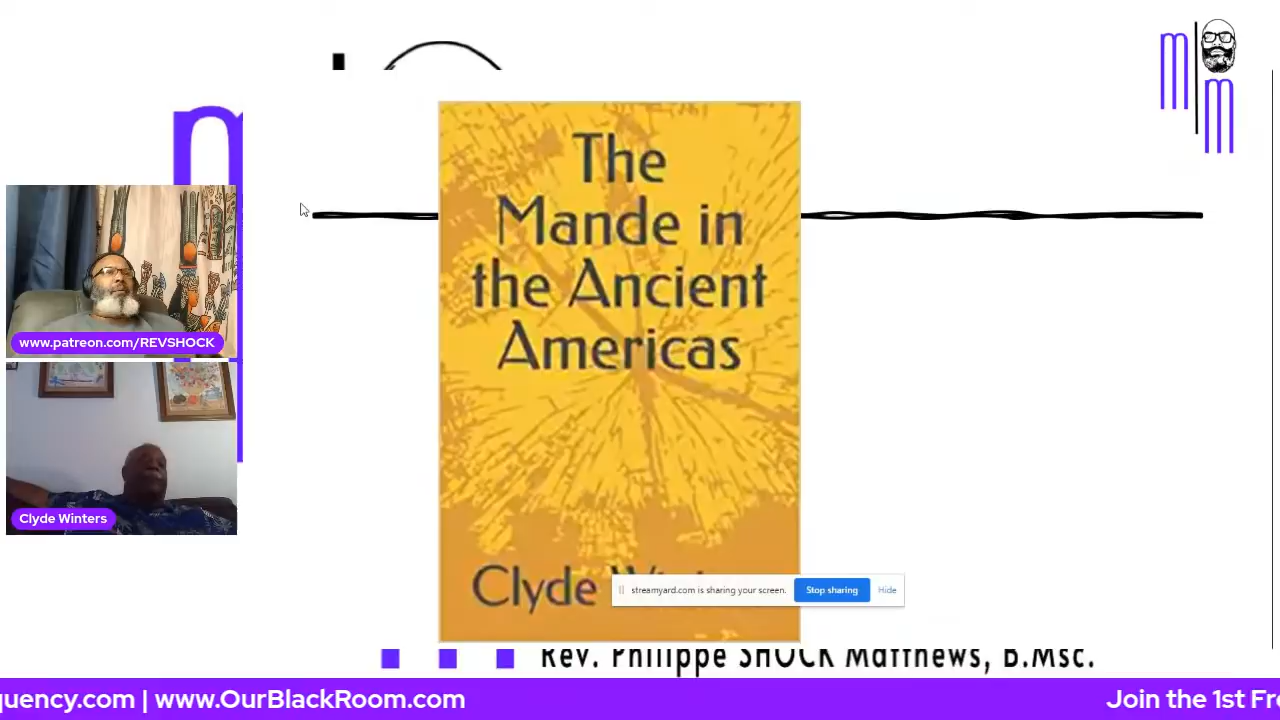 www.patreon.com/REVSHOCK
Clyde Winters
The
Mande in
the Ancient
Americas
Clyde
streamyard.com is sharing your screen.
Stop sharing
Hide
Rev. Philippe SHOCK Matthews, B.Msc.
quency.com | www.OurBlackRoom.com
Join the 1st Fre
m
m
m